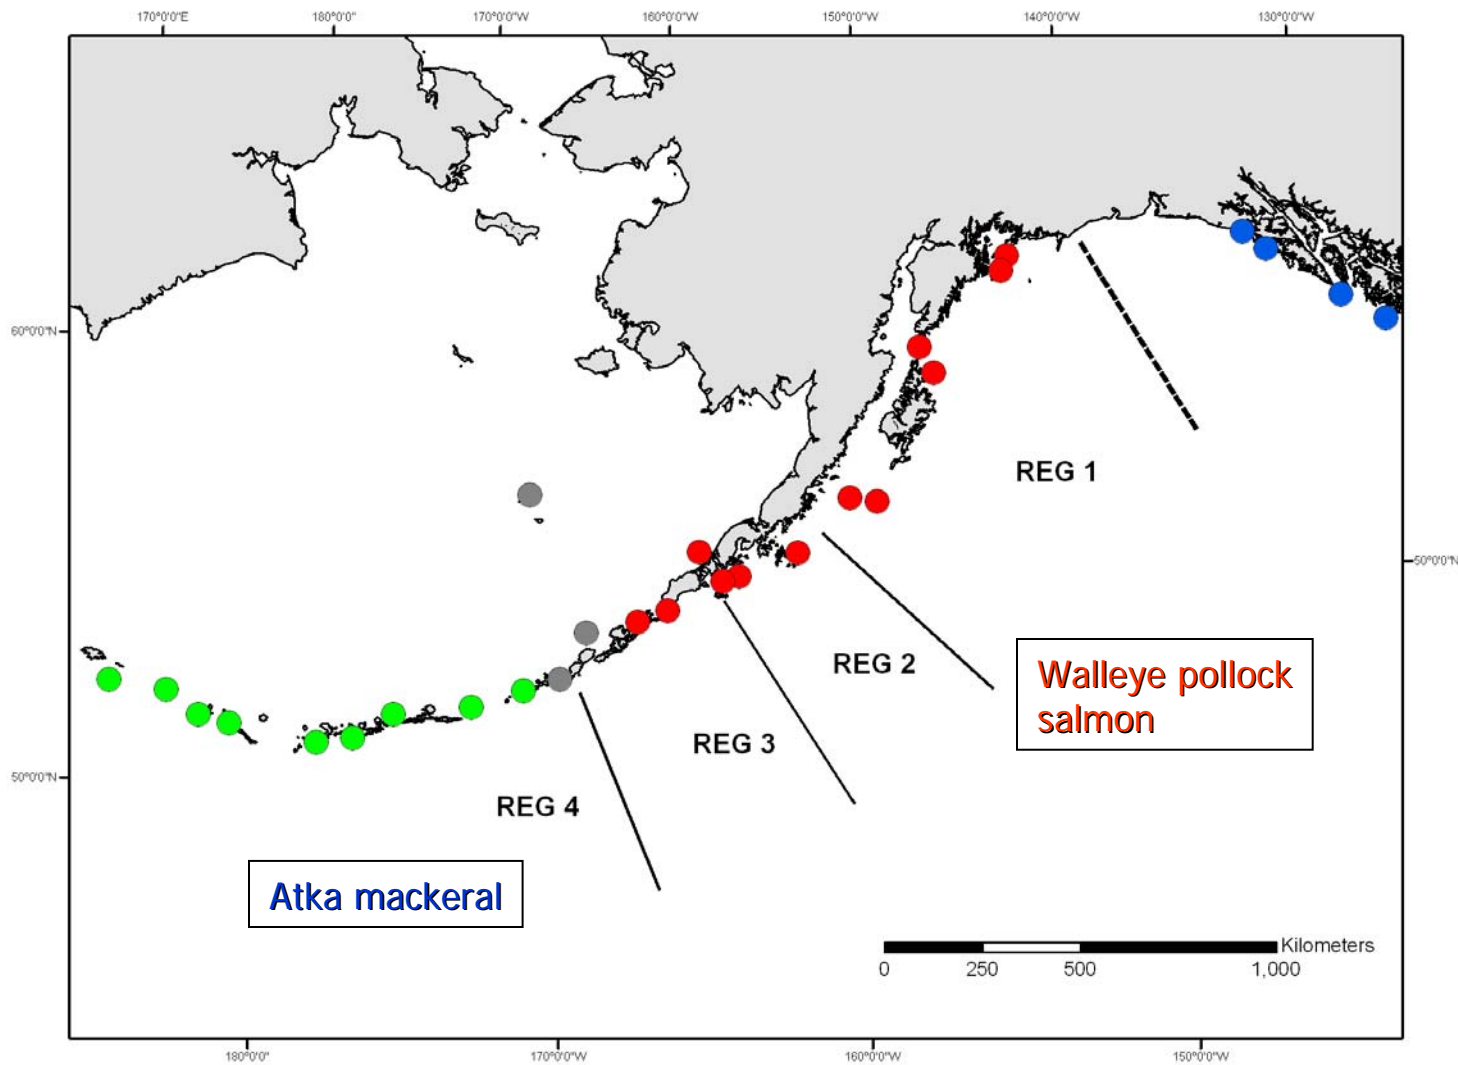 170°0'0"E 180°0'0" 170°0'0"W 160°0'0"W 150°0'0"W 140°0'0"W 130°0'0"W
60°0'0"N
REG 1
50°0'0"N
REG 2
Walleye pollock
salmon
REG 3
50°0'0"N
REG 4
Atka mackeral
Kilometers
0 250 500 1,000
180°0'0" 170°0'0"W 160°0'0"W 150°0'0"W